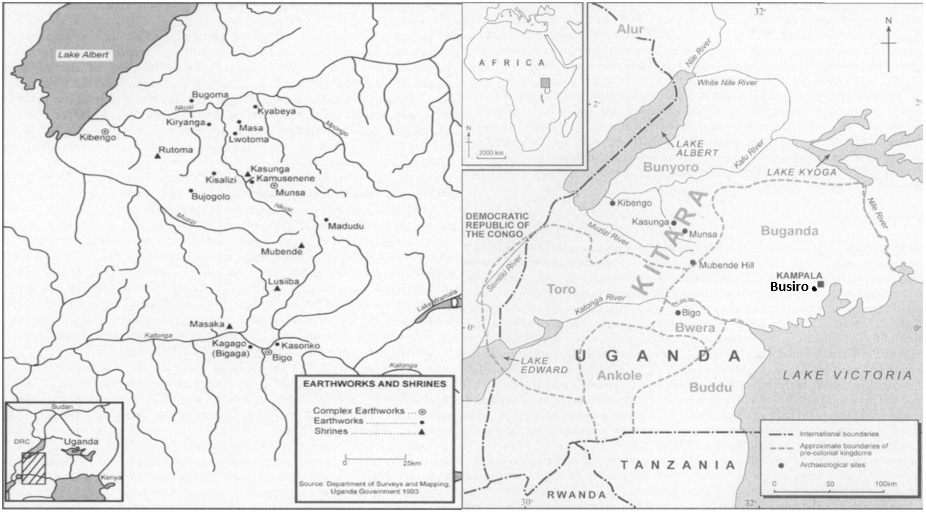 Lake Albert
Bugoma
Nkusi
Kyabeya
Kiryanga
Masa
Lwotoma
Mpongo
Kibengo
Rutoma
Kasunga
Kamusenene
Kisalizi
Munsa
Bujogolo
Nkusi
Muzizi
Madudu
Mubende
Lusiiba
Lake Wamala
Masaka
Katonga
Kagago
(Bigaga)
Kasonko
Bigo
Katonga
EARTHWORKS AND SHRINES
Complex Earthworks ...
Earthworks
Shrines
0 25km
Source: Department of Surveys and Mapping,
Uganda Government 1993
Sudan
DRC
Uganda
Kenya
AFRICA
N
0
2000 km
32°
N
Alur
Nile River
White Nile River
2°
LAKE
ALBERT
Kafu River
LAKE KYOGA
Bunyoro
Kibengo
Kasunga
Munsa
KITARA
DEMOCRATIC
REPUBLIC OF
THE CONGO
Muzizi River
Buganda
Nile River
Mubende Hill
Semliki River
Toro
KAMPALA
Busiro
Katonga River
Bigo
Bwera
0°
0°
UGANDA
LAKE
EDWARD
Ankole
Buddu
LAKE VICTORIA
TANZANIA
RWANDA
30°
32°
International boundaries
Approximate boundaries of
pre-colonial kingdoms
Archaeological sites
0 50 100km